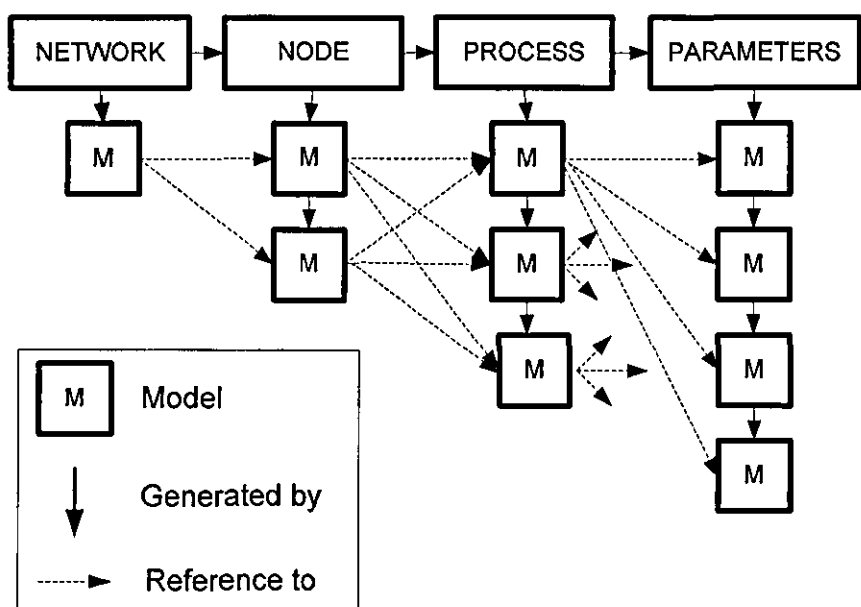 NETWORK NODE PROCESS PARAMETERS
M M M M
M M M
M M
M
M Model
Generated by
Reference to